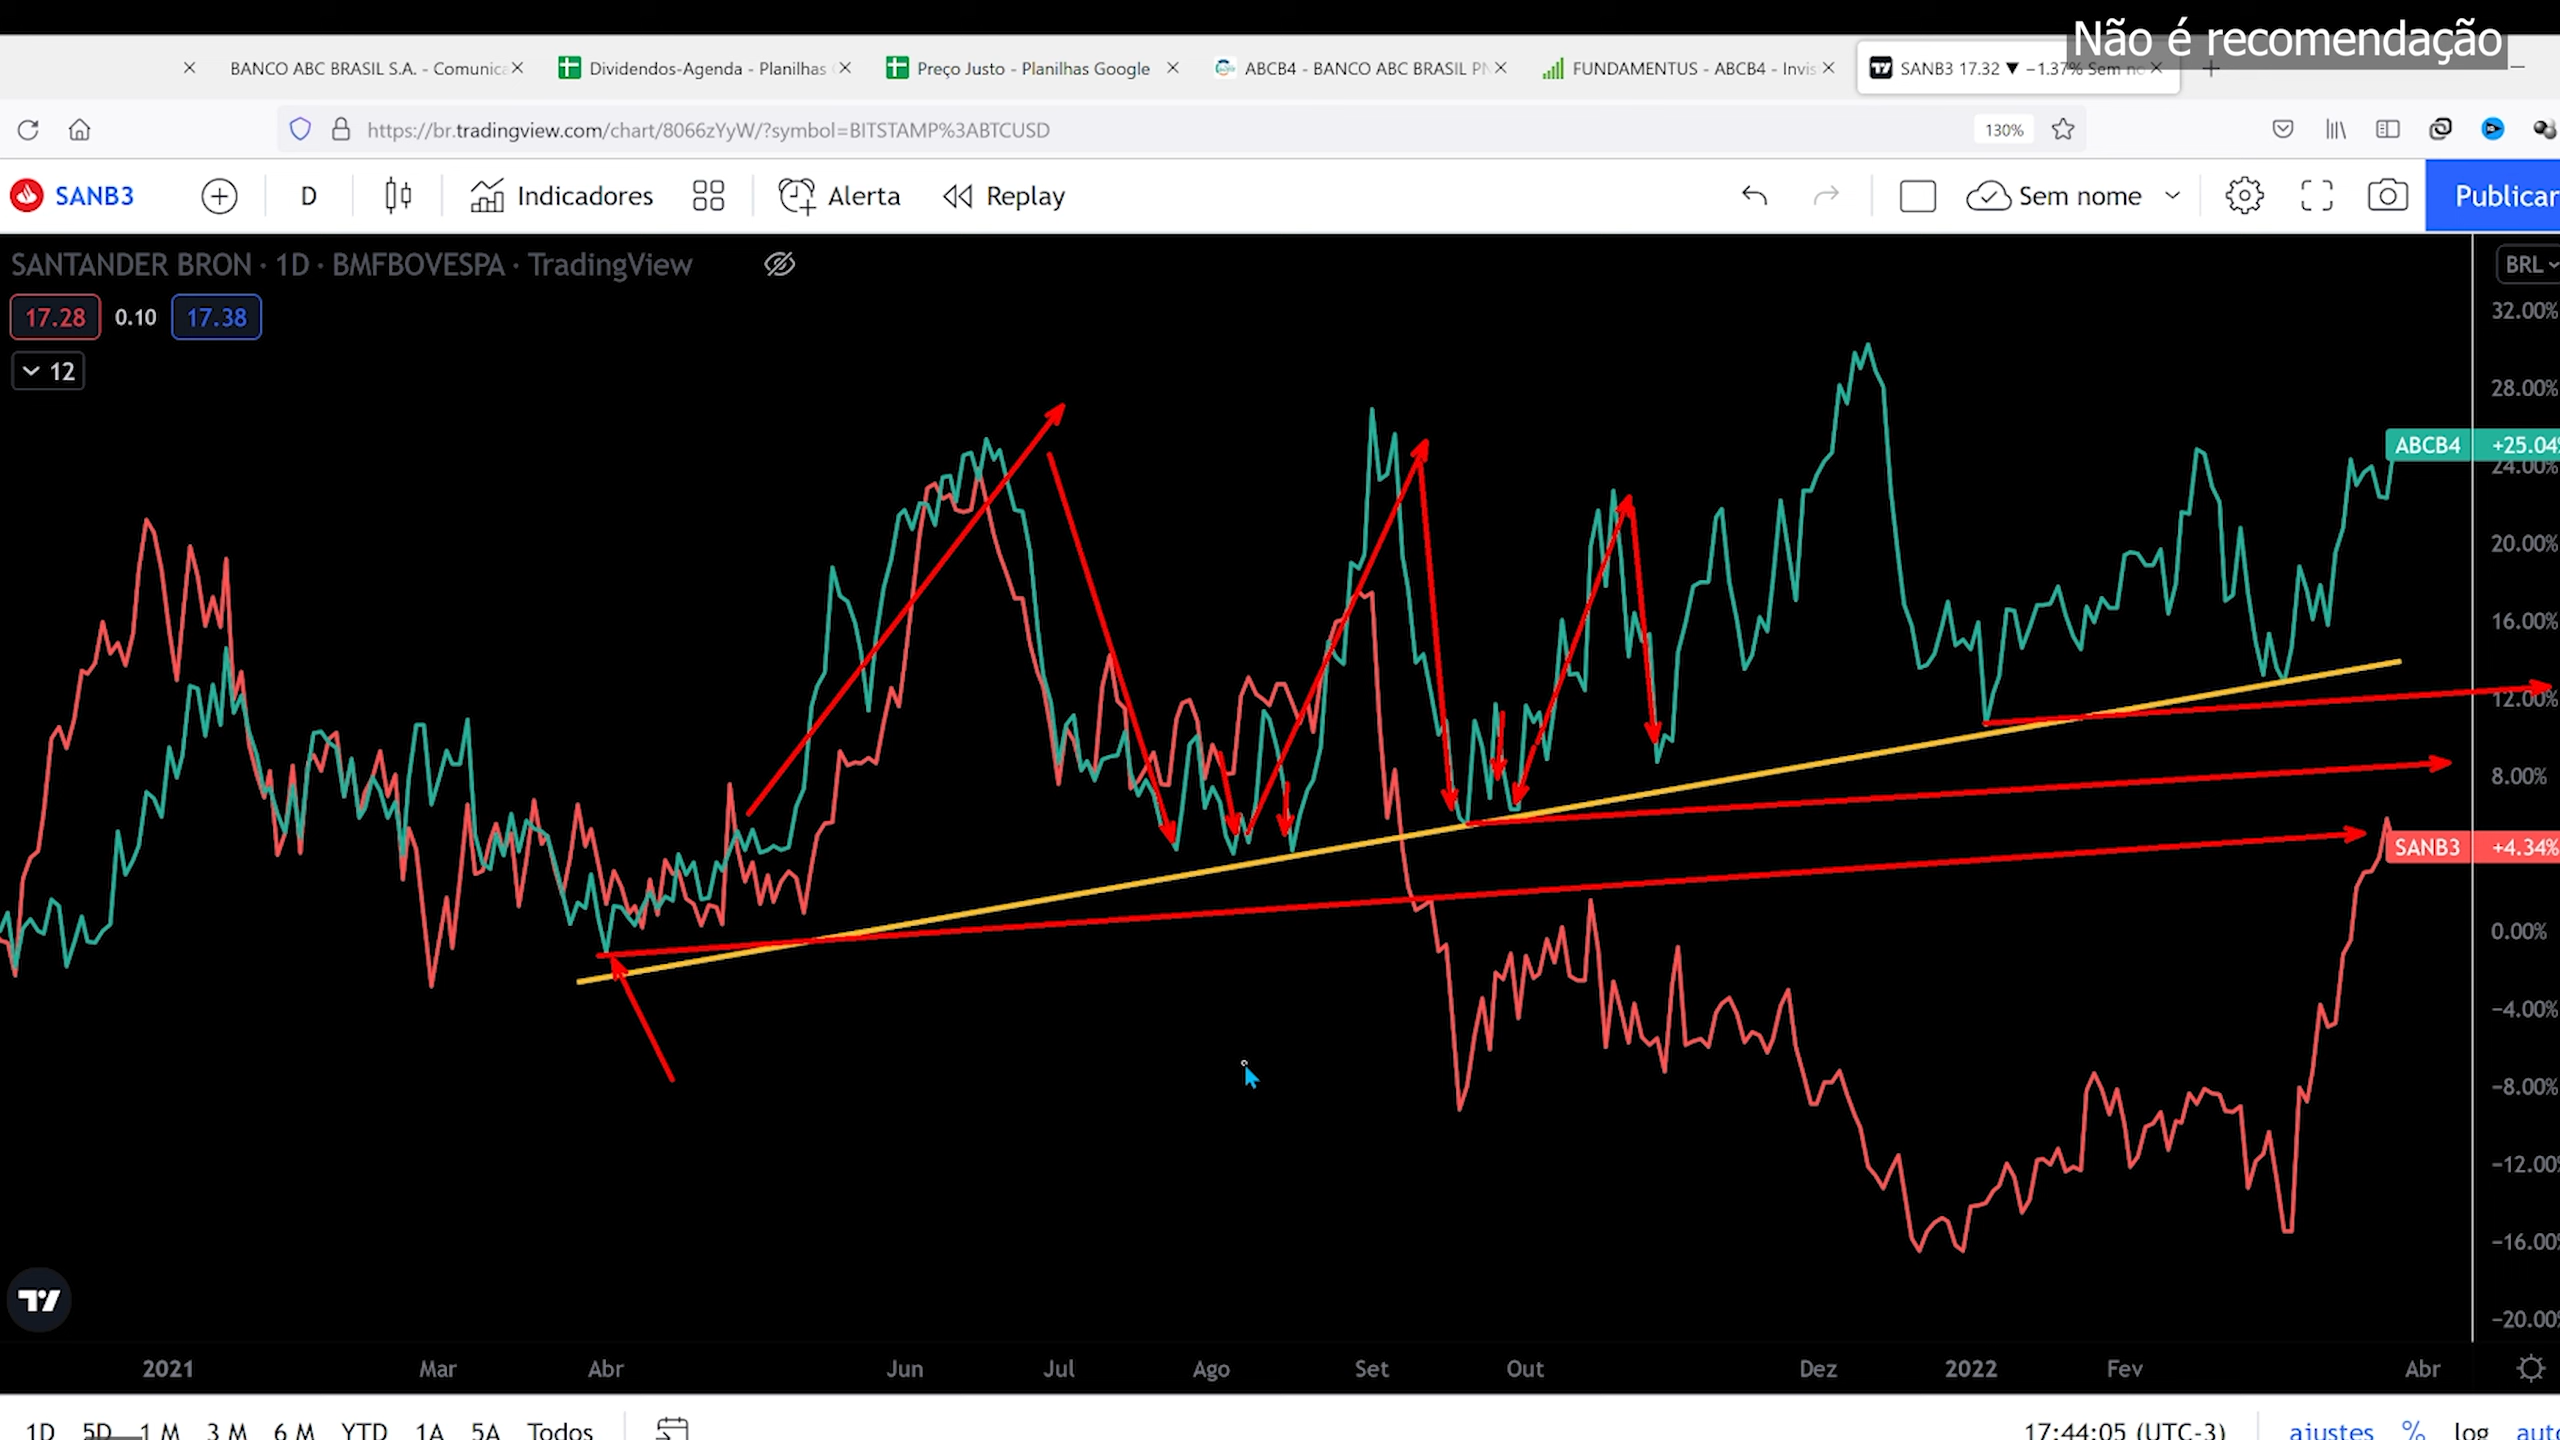 Não é recomendação
BANCO ABC BRASIL S.A. - Comunica
Dividendos-Agenda - Planilhas
Preço Justo - Planilhas Google
ABCB4 - BANCO ABC BRASIL PN
FUNDAMENTUS - ABCB4 - Invis
SANB3 17.32 ▼ −1.37% Sem no
https://br.tradingview.com/chart/8066zYyW/?symbol=BITSTAMP%3ABTCUSD
130%
SANB3
D
Indicadores
Alerta
Replay
Sem nome
Publicar
SANTANDER BRON · 1D · BMFBOVESPA · TradingView
BRL
17.28
0.10
17.38
12
32.00%
28.00%
ABCB4
+25.04%
24.00%
20.00%
16.00%
12.00%
8.00%
SANB3
+4.34%
0.00%
−4.00%
−8.00%
−12.00%
−16.00%
−20.00%
2021
Mar
Abr
Jun
Jul
Ago
Set
Out
Dez
2022
Fev
Abr
1D
5D
1 M
3 M
6 M
YTD
1A
5A
Todos
17:44:05 (UTC-3)
ajustes
%
log
auto